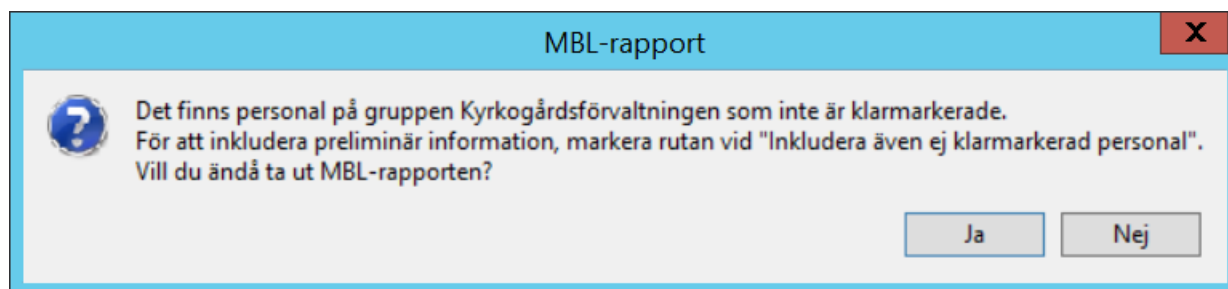 MBL-rapport
X
Det finns personal på gruppen Kyrkogårdsförvaltningen som inte är klarmarkerade.
För att inkludera preliminär information, markera rutan vid "Inkludera även ej klarmarkerad personal".
Vill du ändå ta ut MBL-rapporten?
Ja
Nej